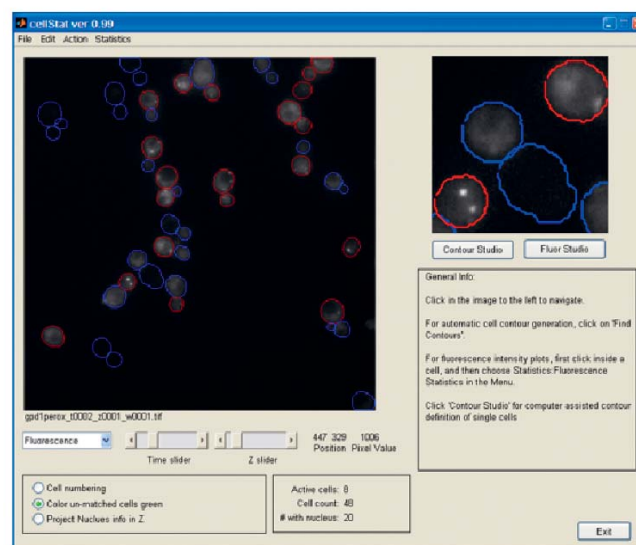 cellStat ver 0.99
File Edit Action Statistics
gpd1perox_t0002_z0001_w0001.tif
Fluorescence
Time slider
Z slider
447 329 1006
Position Pixel Value
Cell numbering
Color un-matched cells green
Project Nuclues info in Z.
Active cells: 8
Cell count: 48
# with nucleus: 20
Contour Studio
Fluor Studio
General Info:
Click in the image to the left to navigate.
For automatic cell contour generation, click on "Find
Contours".
For fluorescence intensity plots, first click inside a
cell, and then choose Statistics:Fluorescence
Statistics in the Menu.
Click 'Contour Studio' for computer-assisted contour
definition of single cells
Exit